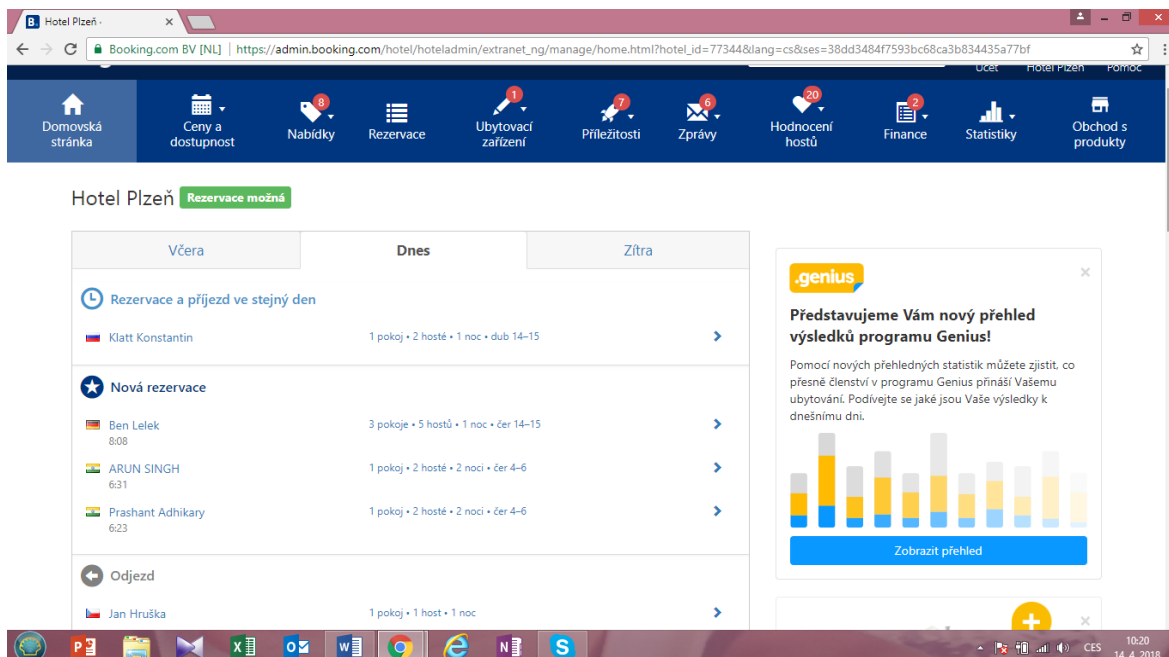 B. Hotel Plzeň -
Booking.com BV [NL] | https://admin.booking.com/hotel/hoteladmin/extranet_ng/manage/home.html?hotel_id=77344&lang=cs&ses=38dd3484f7593bc68ca3b834435a77bf
Účet Hotel Plzeň Pomoc
Domovská stránka
Ceny a dostupnost
8 Nabídky
Rezervace
1 Ubytovací zařízení
7 Příležitosti
6 Zprávy
20 Hodnocení hostů
2 Finance
Statistiky
Obchod s produkty
Hotel Plzeň Rezervace možná
Včera Dnes Zítra
Rezervace a příjezd ve stejný den
Klatt Konstantin 1 pokoj • 2 hosté • 1 noc • dub 14–15
Nová rezervace
Ben Lelek 3 pokoje • 5 hostů • 1 noc • čer 14–15
8:08
ARUN SINGH 1 pokoj • 2 hosté • 2 noci • čer 4–6
6:31
Prashant Adhikary 1 pokoj • 2 hosté • 2 noci • čer 4–6
6:23
Odjezd
Jan Hruška 1 pokoj • 1 host • 1 noc
.genius
Představujeme Vám nový přehled
výsledků programu Genius!
Pomocí nových přehledných statistik můžete zjistit, co
přesně členství v programu Genius přináší Vašemu
ubytování. Podívejte se jaké jsou Vaše výsledky k
dnešnímu dni.
Zobrazit přehled
CES
10:20
14. 4. 2018